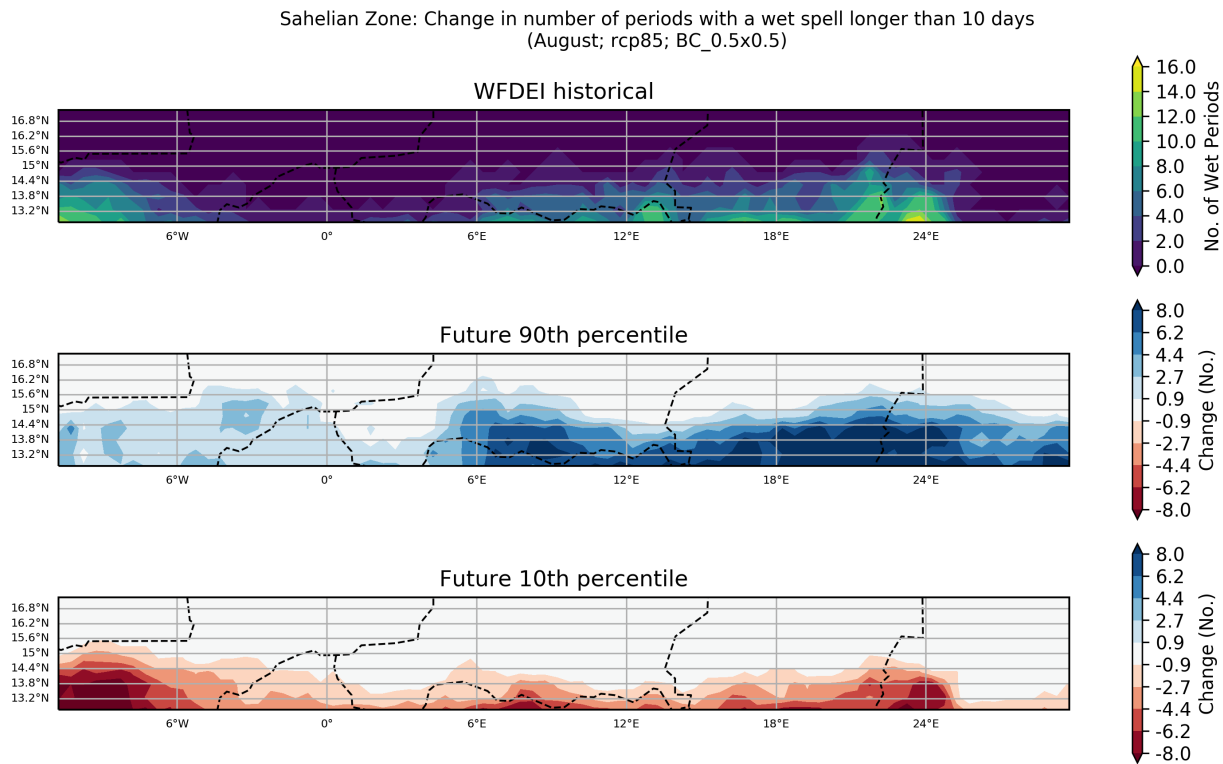 Sahelian Zone: Change in number of periods with a wet spell longer than 10 days
(August; rcp85; BC_0.5x0.5)
WFDEI historical
16.8°N
16.2°N
15.6°N
15°N
14.4°N
13.8°N
13.2°N
6°W
0°
6°E
12°E
18°E
24°E
16.0
14.0
12.0
10.0
8.0
6.0
4.0
2.0
0.0
No. of Wet Periods
Future 90th percentile
16.8°N
16.2°N
15.6°N
15°N
14.4°N
13.8°N
13.2°N
6°W
0°
6°E
12°E
18°E
24°E
8.0
6.2
4.4
2.7
0.9
-0.9
-2.7
-4.4
-6.2
-8.0
Change (No.)
Future 10th percentile
16.8°N
16.2°N
15.6°N
15°N
14.4°N
13.8°N
13.2°N
6°W
0°
6°E
12°E
18°E
24°E
8.0
6.2
4.4
2.7
0.9
-0.9
-2.7
-4.4
-6.2
-8.0
Change (No.)